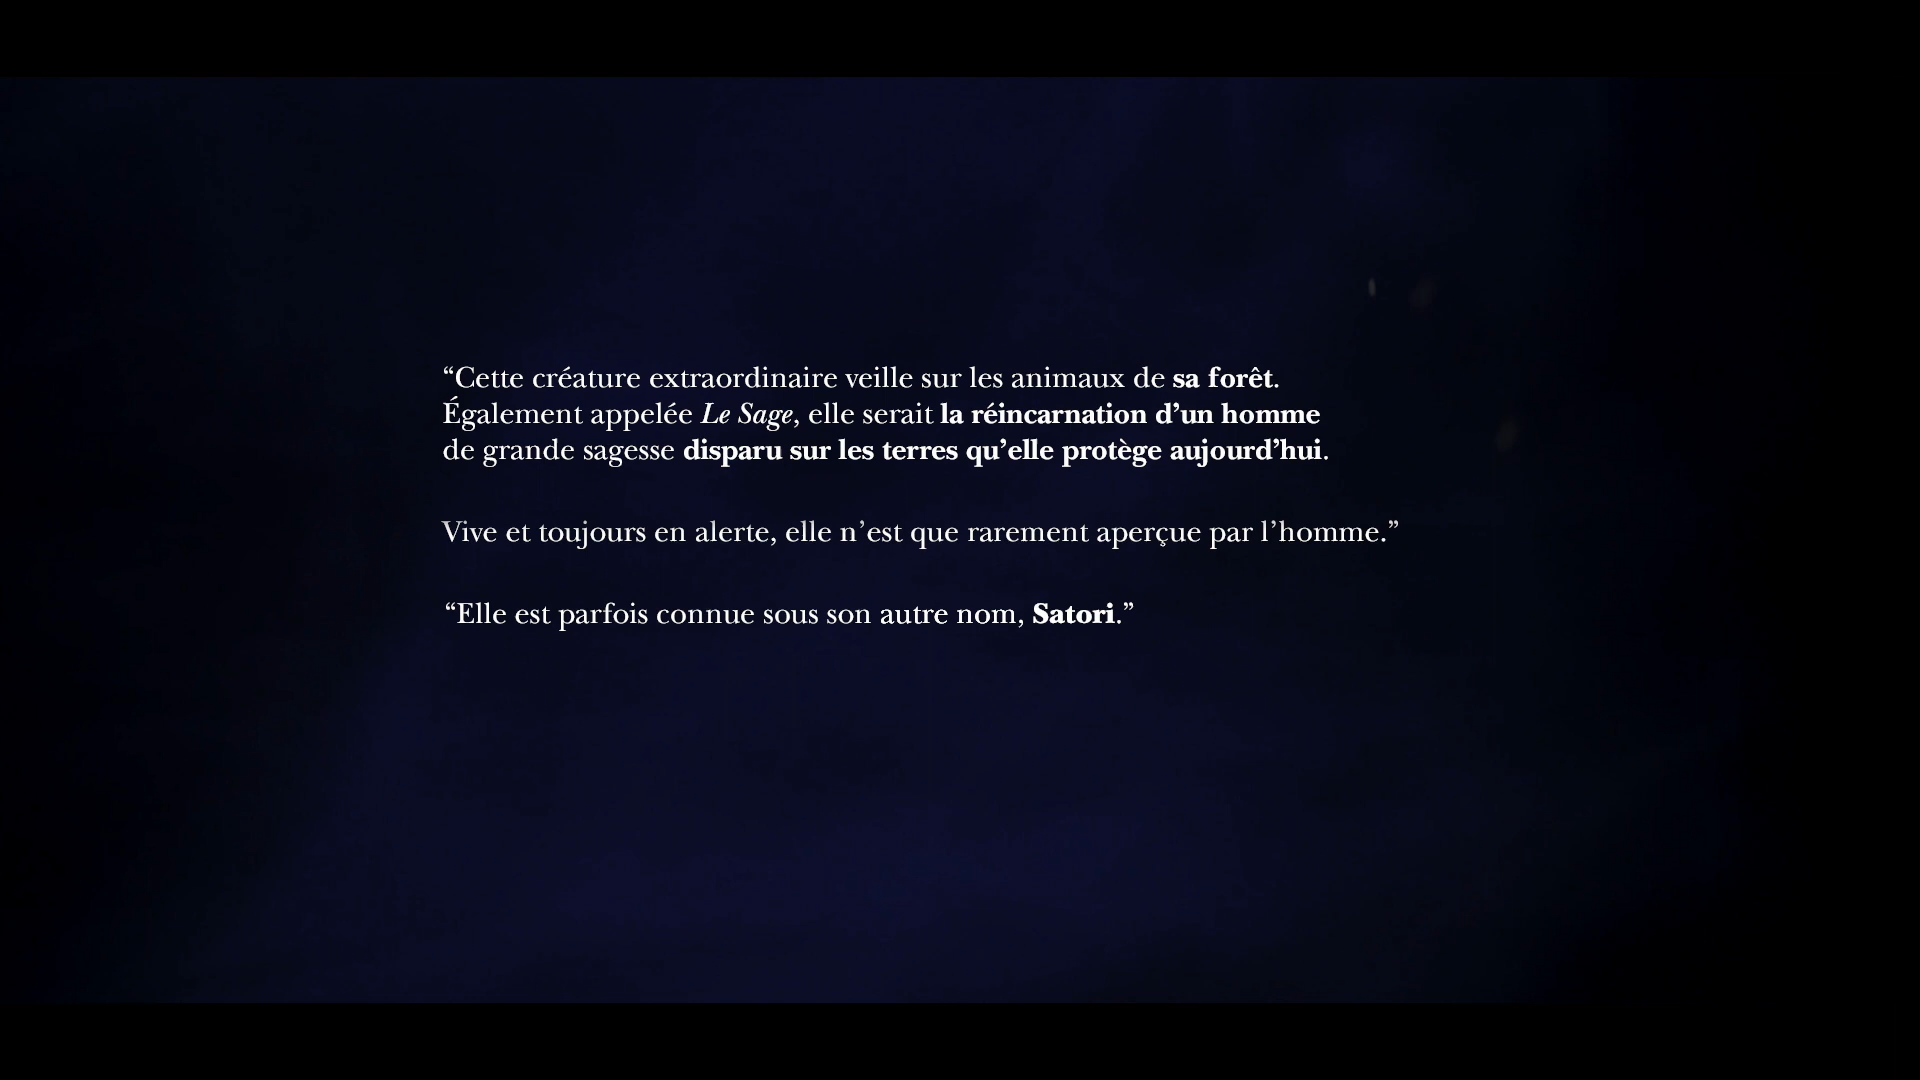 “Cette créature extraordinaire veille sur les animaux de sa forêt.
Également appelée Le Sage, elle serait la réincarnation d’un homme
de grande sagesse disparu sur les terres qu’elle protège aujourd’hui.
Vive et toujours en alerte, elle n’est que rarement aperçue par l’homme.”
“Elle est parfois connue sous son autre nom, Satori.”